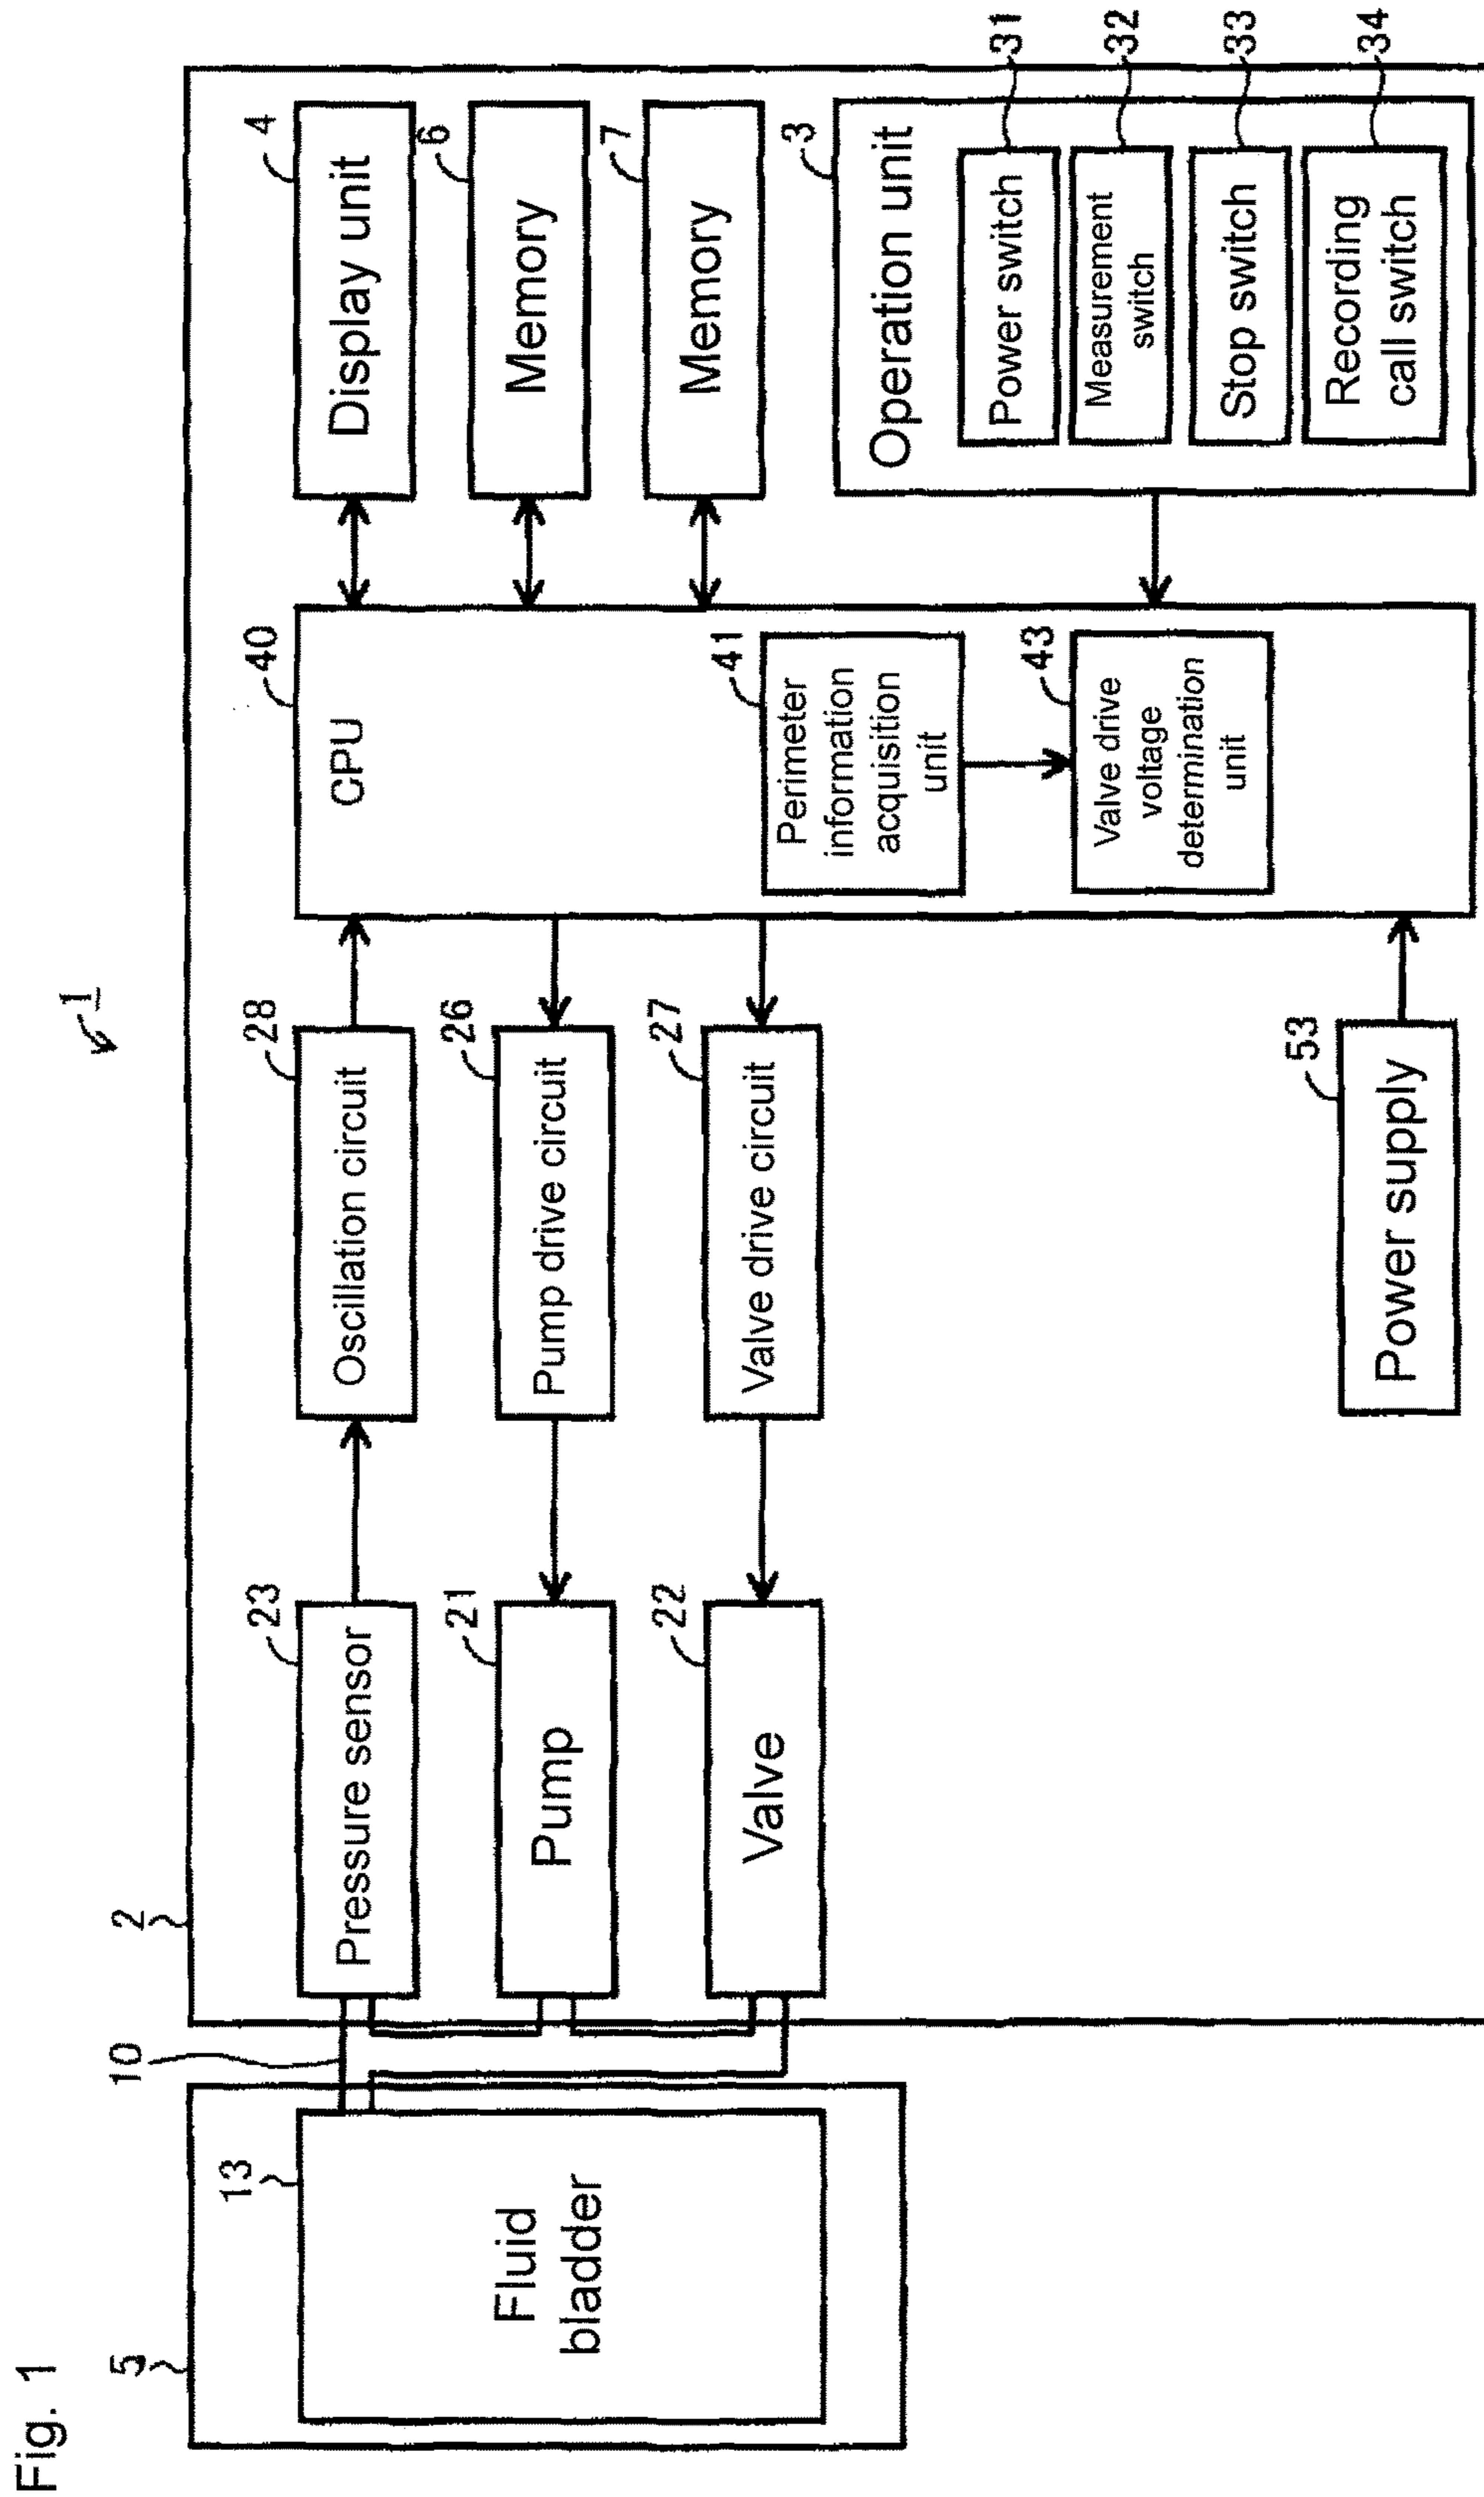 Fig. 1
1
5
13
Fluid
bladder
10
2
23
Pressure sensor
21
Pump
22
Valve
28
Oscillation circuit
26
Pump drive circuit
27
Valve drive circuit
53
Power supply
40
CPU
41
Perimeter
information
acquisition
unit
43
Valve drive
voltage
determination
unit
4
Display unit
6
Memory
7
Memory
3
Operation unit
Power switch
31
Measurement
switch
32
Stop switch
33
Recording
call switch
34